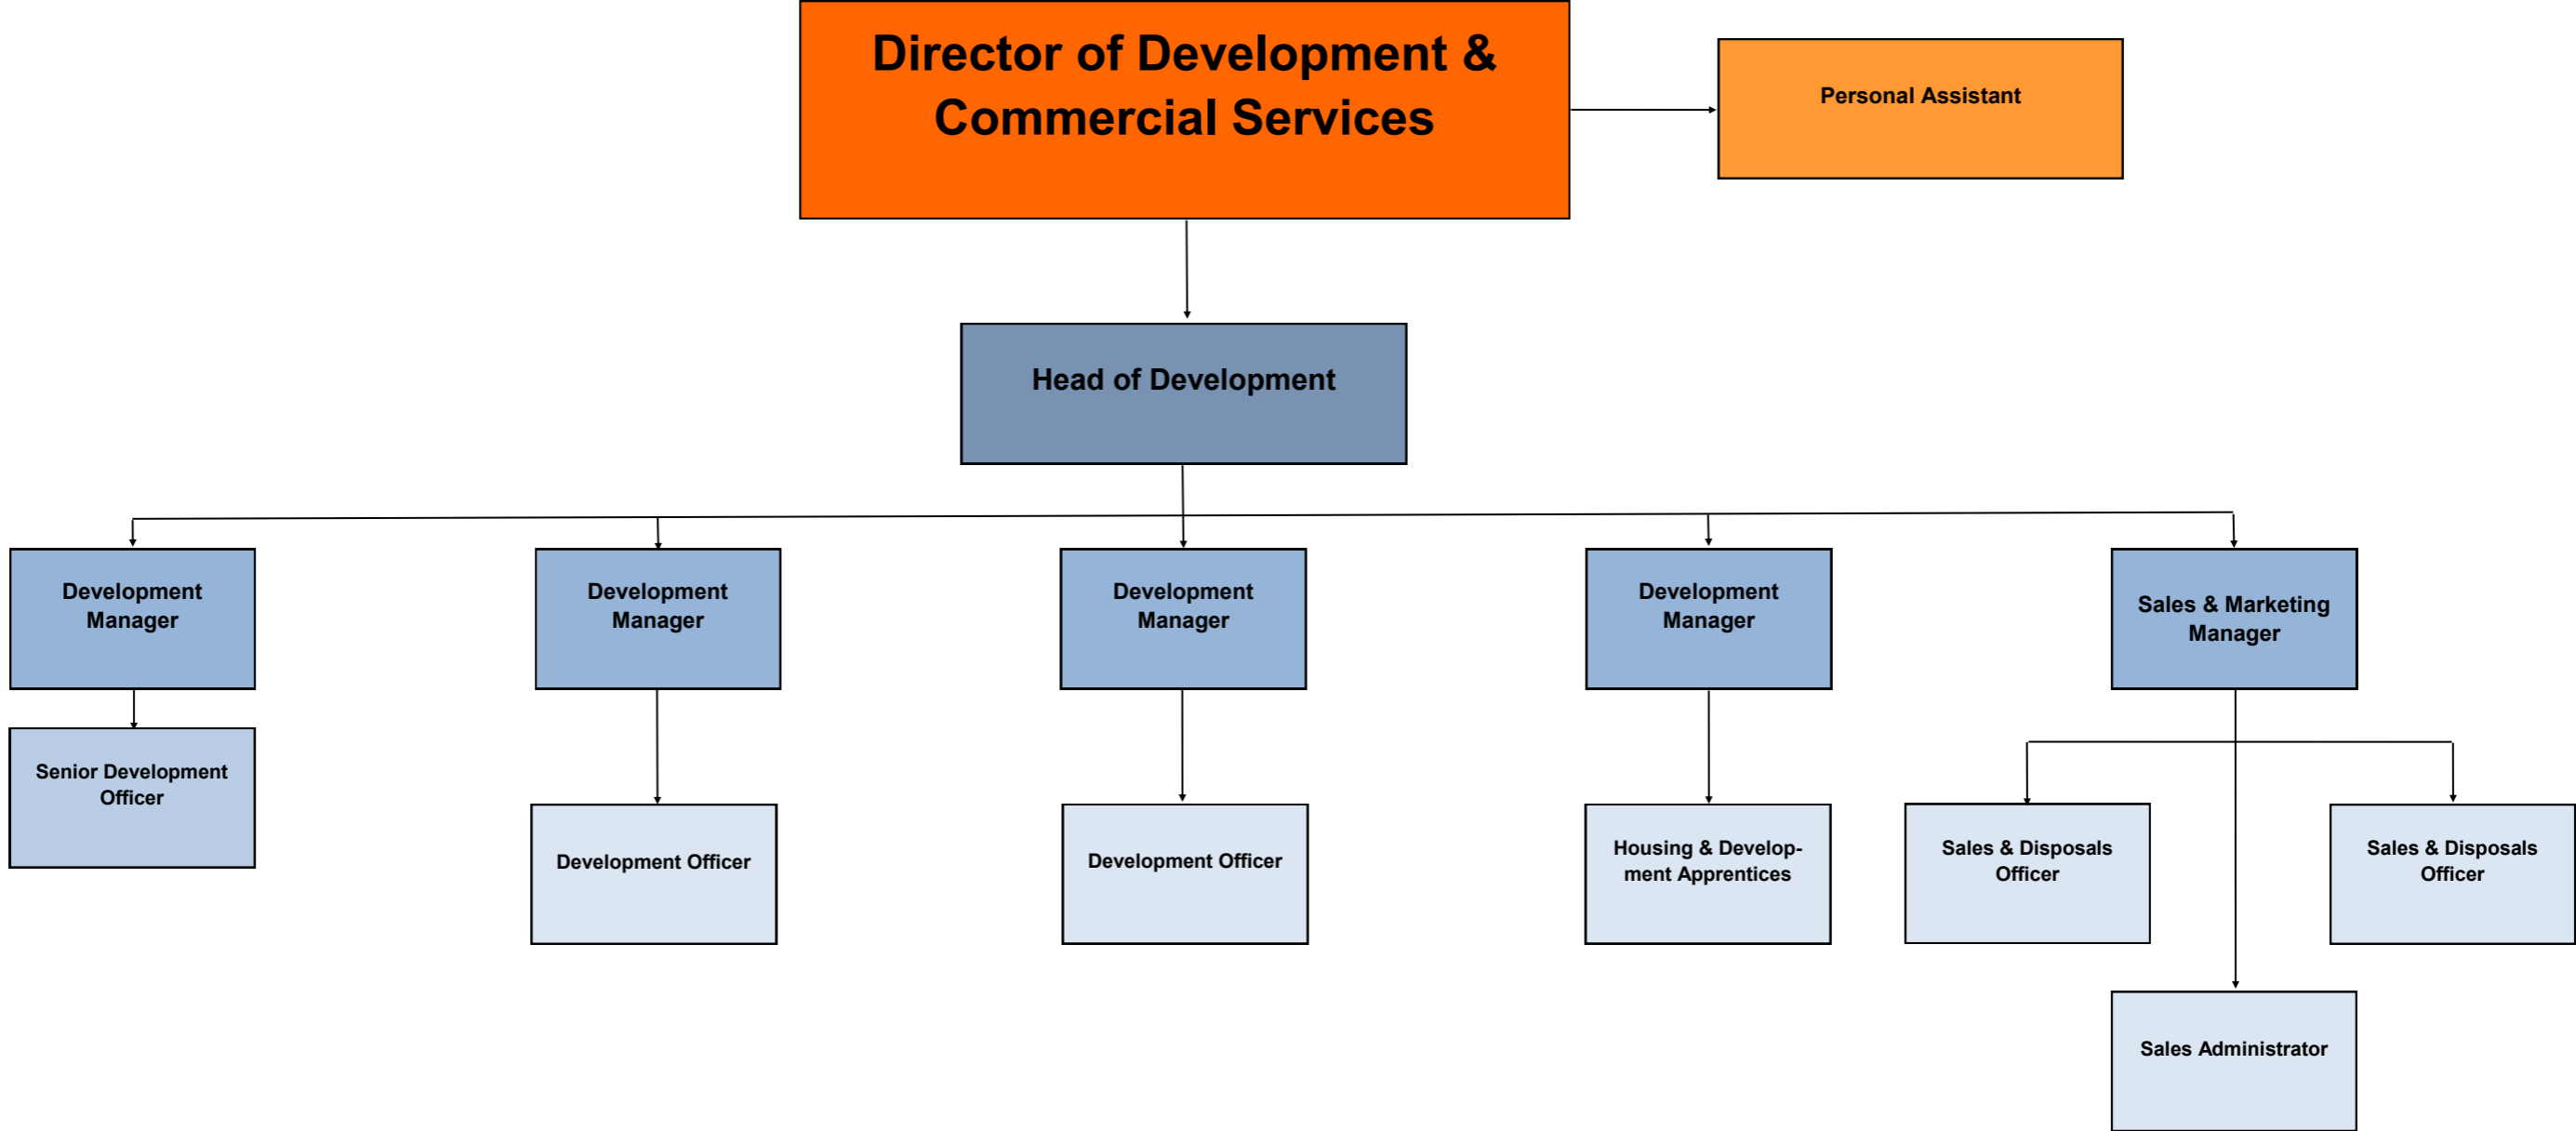 Director of Development &
Commercial Services
Personal Assistant
Head of Development
Development
Manager
Development
Manager
Development
Manager
Development
Manager
Sales & Marketing
Manager
Senior Development
Officer
Development Officer
Development Officer
Housing & Develop-
ment Apprentices
Sales & Disposals
Officer
Sales & Disposals
Officer
Sales Administrator